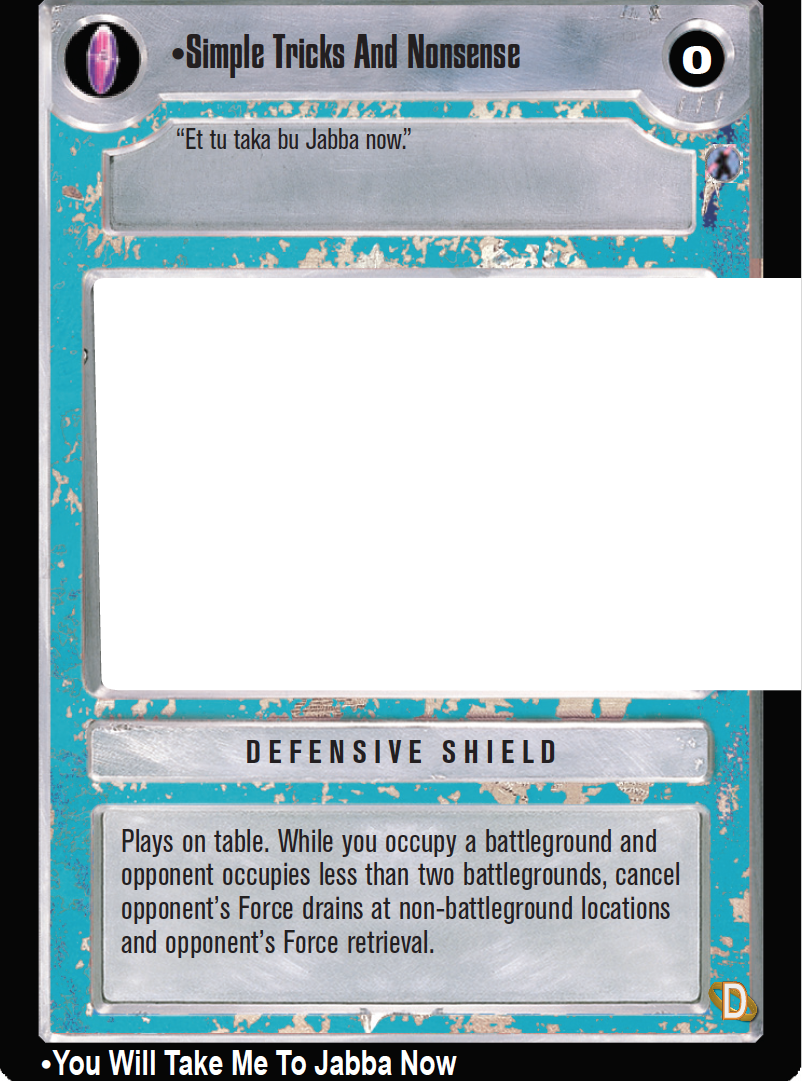 •Simple Tricks And Nonsense
0
“Et tu taka bu Jabba now.”
DEFENSIVE SHIELD
Plays on table. While you occupy a battleground and
opponent occupies less than two battlegrounds, cancel
opponent’s Force drains at non-battleground locations
and opponent’s Force retrieval.
D
•You Will Take Me To Jabba Now